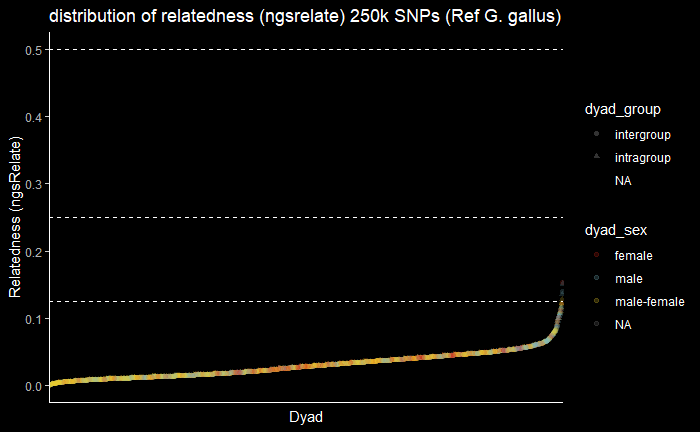 distribution of relatedness (ngsrelate) 250k SNPs (Ref G. gallus)
Relatedness (ngsRelate)
0.5
0.4
0.3
0.2
0.1
0.0
Dyad
dyad_group
intergroup
intragroup
NA
dyad_sex
female
male
male-female
NA